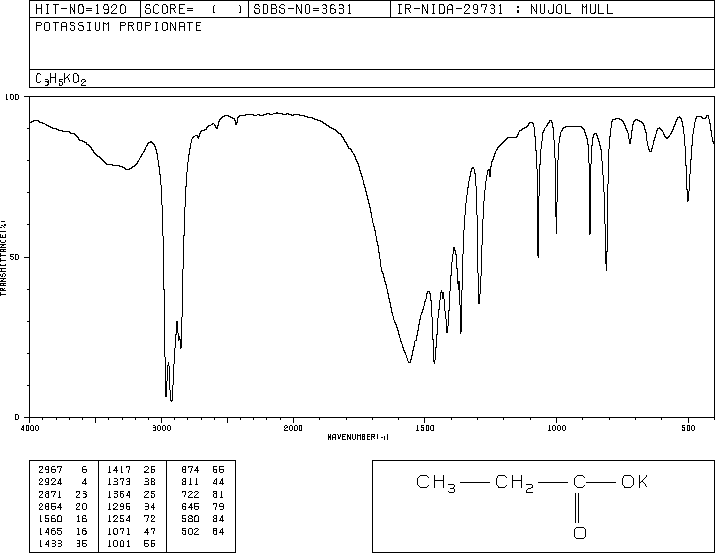 HIT-NO=1920 SCORE= ( ) SDBS-NO=3631 IR-NIDA-29731 : NUJOL MULL
POTASSIUM PROPIONATE
C3H5KO2
100
50
0
TRANSMITTANCE(%)
4000 3000 2000 1500 1000 500
WAVENUMBER(-1)
2967 6 1417 26 874 55
2924 4 1373 38 811 44
2871 23 1364 25 722 81
2854 20 1296 34 646 79
1560 16 1254 72 580 84
1465 16 1071 47 502 64
1433 36 1001 55
CH3 CH2 C OK
O